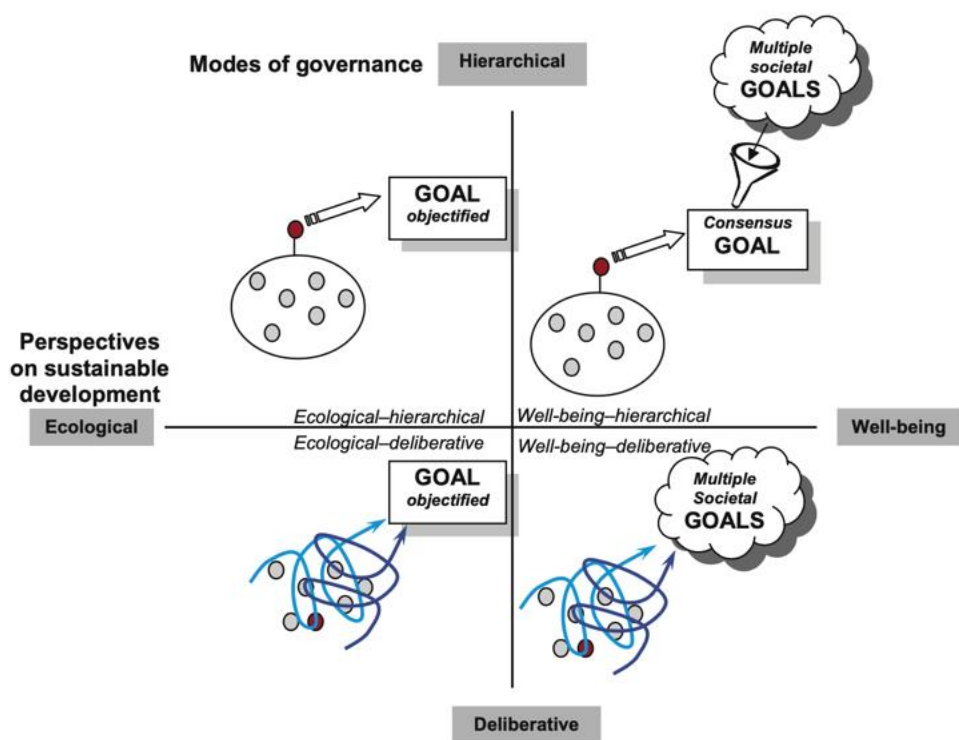 Modes of governance
Hierarchical
Multiple
societal
GOALS
GOAL
objectified
Consensus
GOAL
Perspectives
on sustainable
development
Ecological
Ecological–hierarchical
Well-being–hierarchical
Well-being
Ecological–deliberative
Well-being–deliberative
GOAL
objectified
Multiple
Societal
GOALS
Deliberative